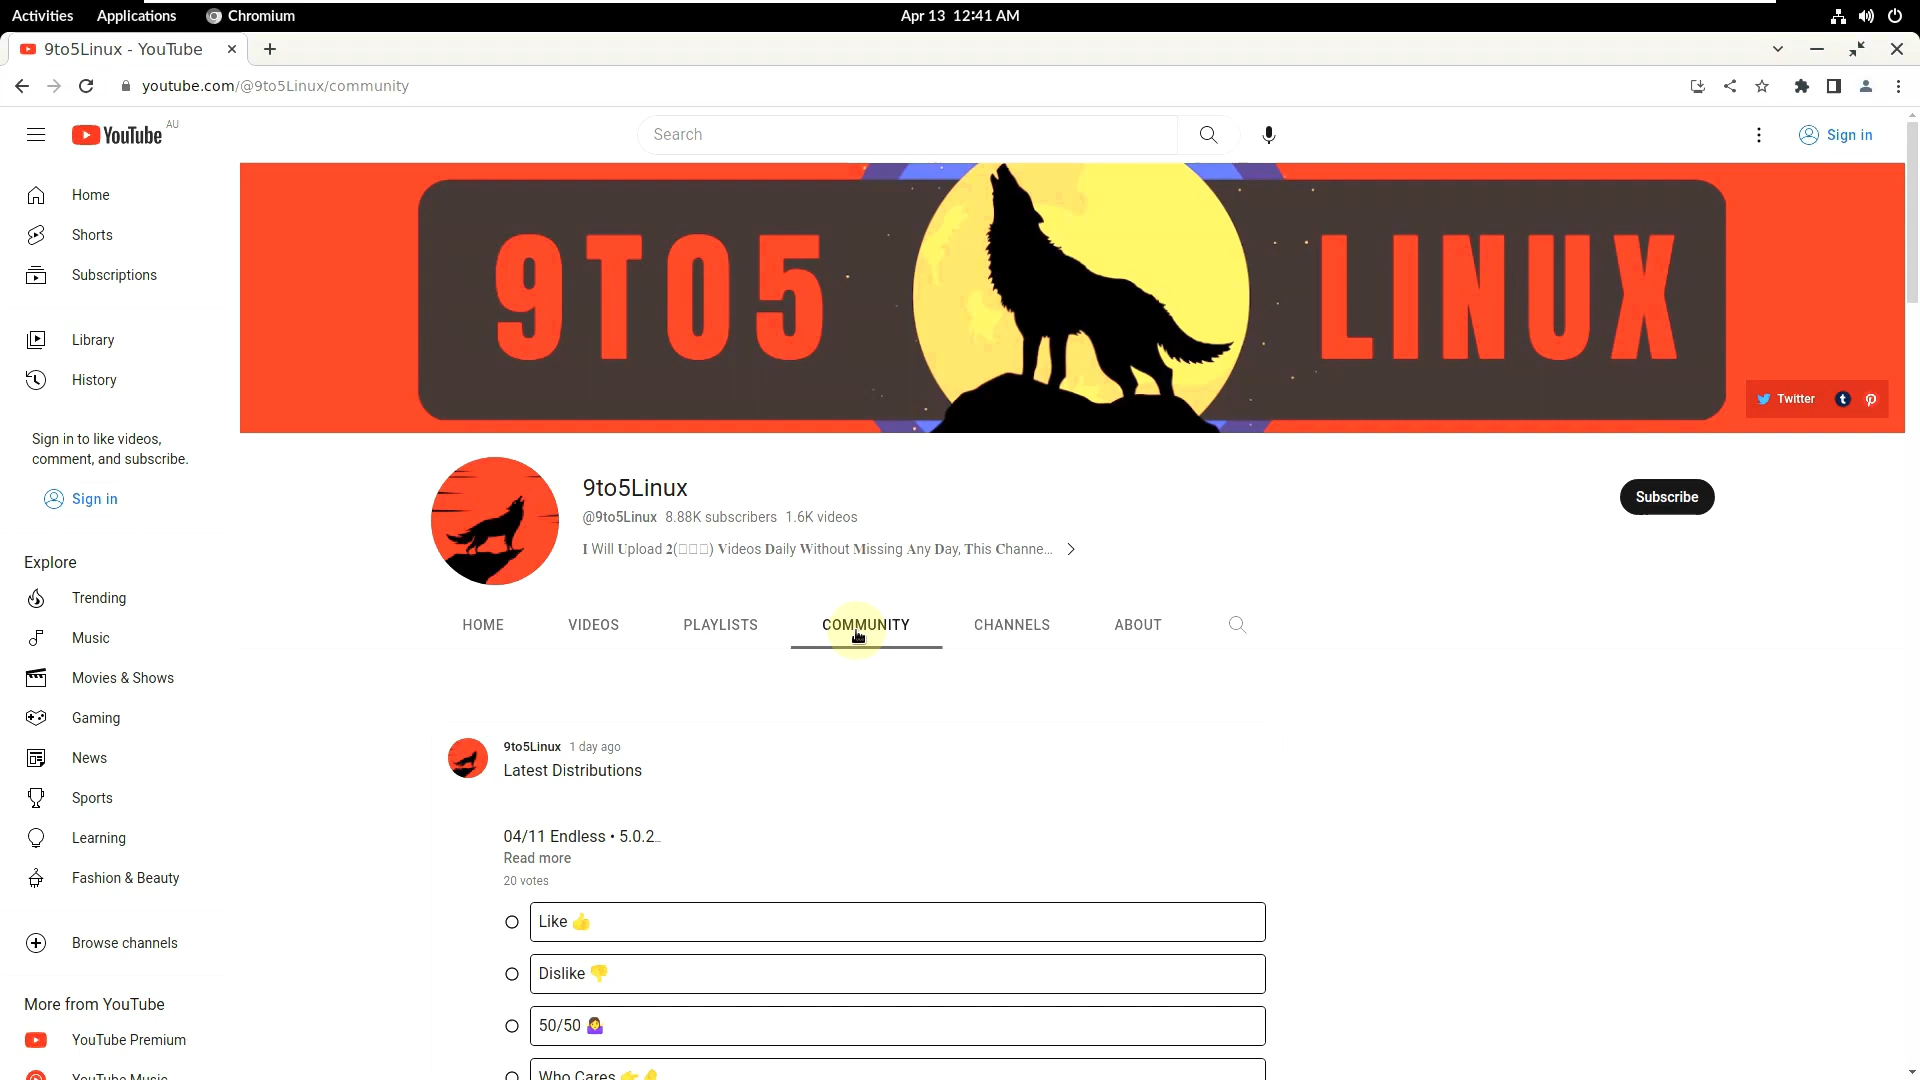 Activities Applications Chromium Apr 13 12:41 AM
9to5Linux - YouTube
youtube.com/@9to5Linux/community
YouTube AU Search Sign in
Home
Shorts
Subscriptions
Library
History
Sign in to like videos,
comment, and subscribe.
Sign in
Explore
Trending
Music
Movies & Shows
Gaming
News
Sports
Learning
Fashion & Beauty
Browse channels
More from YouTube
YouTube Premium
YouTube Music
9TO5 LINUX
Twitter
9to5Linux
@9to5Linux 8.88K subscribers 1.6K videos
I Will Upload 2(□□□) Videos Daily Without Missing Any Day, This Channe...
Subscribe
HOME VIDEOS PLAYLISTS COMMUNITY CHANNELS ABOUT
9to5Linux 1 day ago
Latest Distributions
04/11 Endless • 5.0.2...
Read more
20 votes
Like 👍
Dislike 👎
50/50 🤷‍♀️
Who Cares